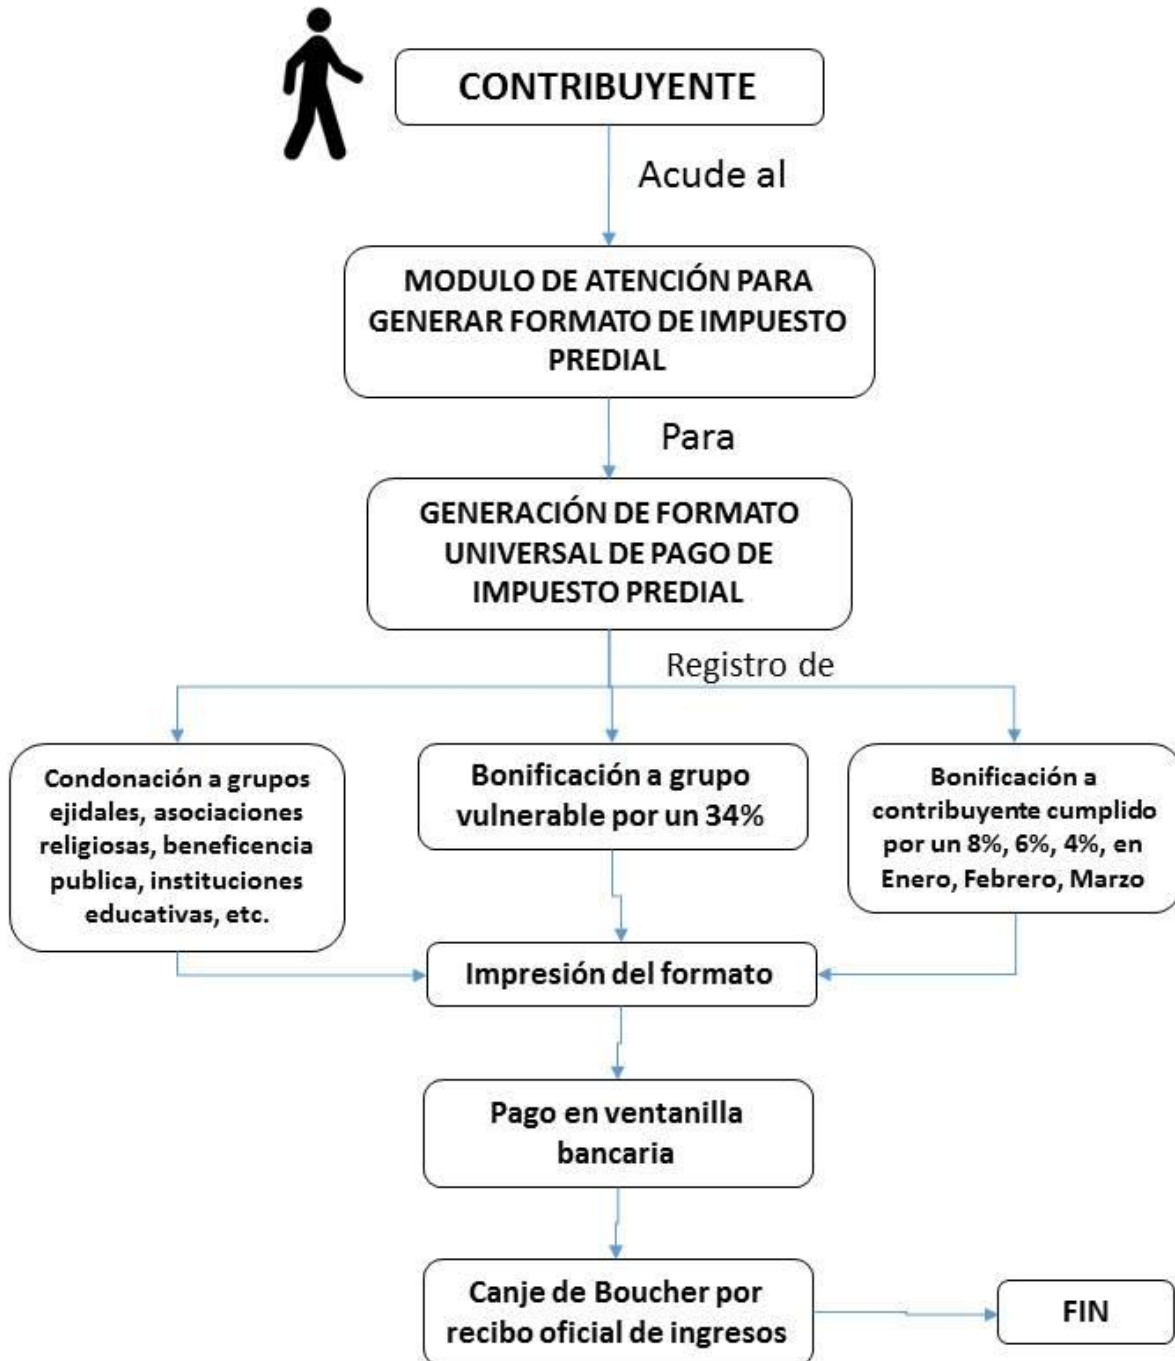 CONTRIBUYENTE
Acude al
MODULO DE ATENCIÓN PARA
GENERAR FORMATO DE IMPUESTO
PREDIAL
Para
GENERACIÓN DE FORMATO
UNIVERSAL DE PAGO DE
IMPUESTO PREDIAL
Registro de
Condonación a grupos
ejidales, asociaciones
religiosas, beneficencia
publica, instituciones
educativas, etc.
Bonificación a grupo
vulnerable por un 34%
Bonificación a
contribuyente cumplido
por un 8%, 6%, 4%, en
Enero, Febrero, Marzo
Impresión del formato
Pago en ventanilla
bancaria
Canje de Boucher por
recibo oficial de ingresos
FIN